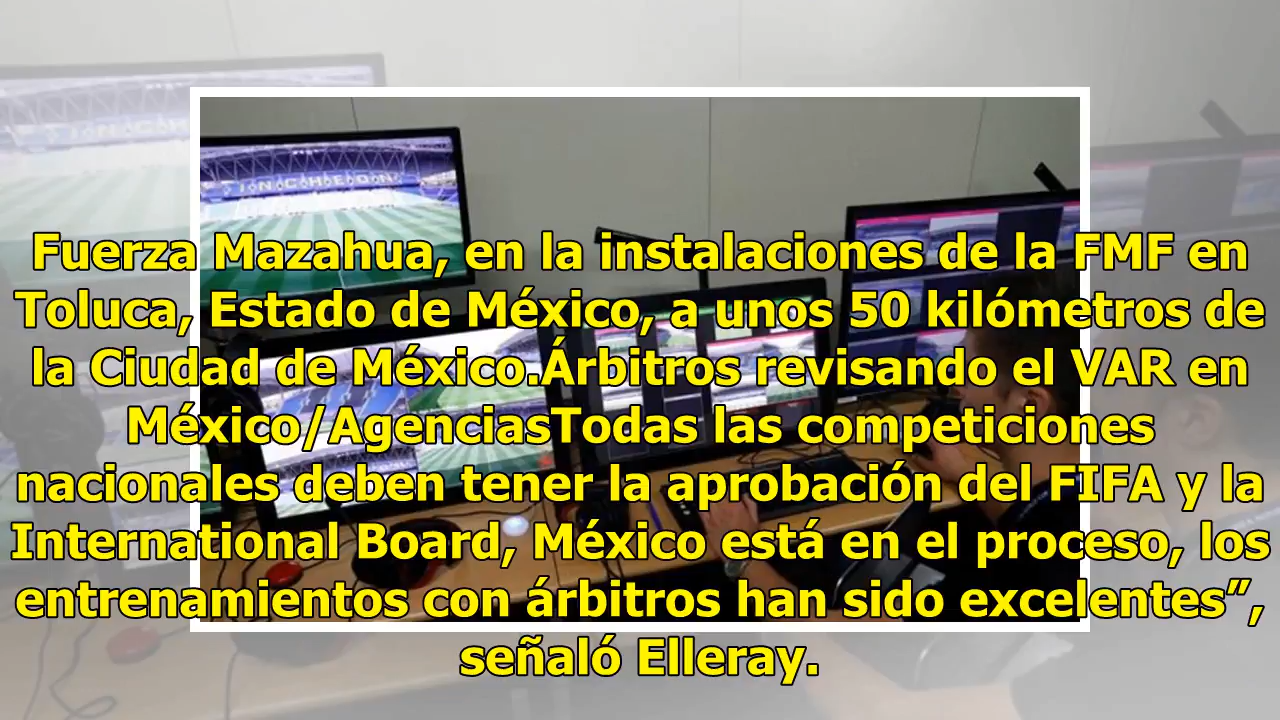 INCHEON
Fuerza Mazahua, en la instalaciones de la FMF en
Toluca, Estado de México, a unos 50 kilómetros de
la Ciudad de México.Árbitros revisando el VAR en
México/AgenciasTodas las competiciones
nacionales deben tener la aprobación del FIFA y la
International Board, México está en el proceso, los
entrenamientos con árbitros han sido excelentes”,
señaló Elleray.